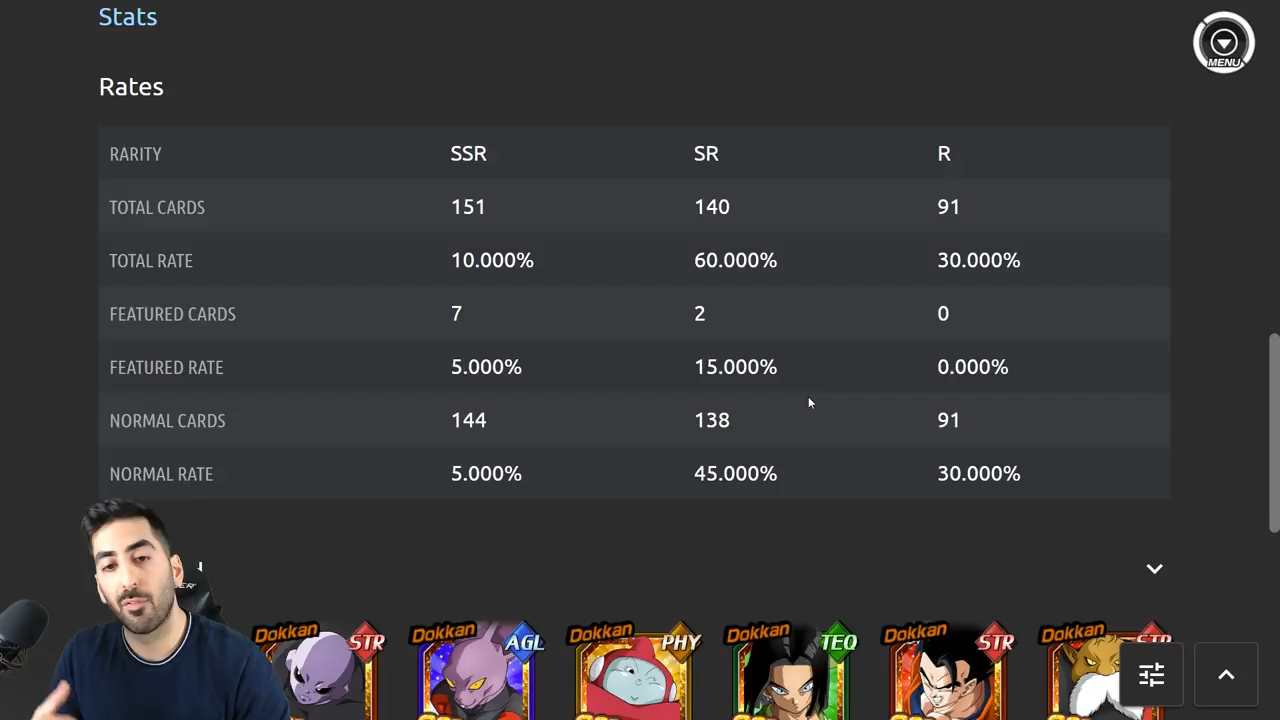 Stats
MENU
Rates
RARITY SSR SR R
TOTAL CARDS 151 140 91
TOTAL RATE 10.000% 60.000% 30.000%
FEATURED CARDS 7 2 0
FEATURED RATE 5.000% 15.000% 0.000%
NORMAL CARDS 144 138 91
NORMAL RATE 5.000% 45.000% 30.000%
Dokkan STR Dokkan AGL Dokkan PHY Dokkan TEQ Dokkan STR Dokkan STR